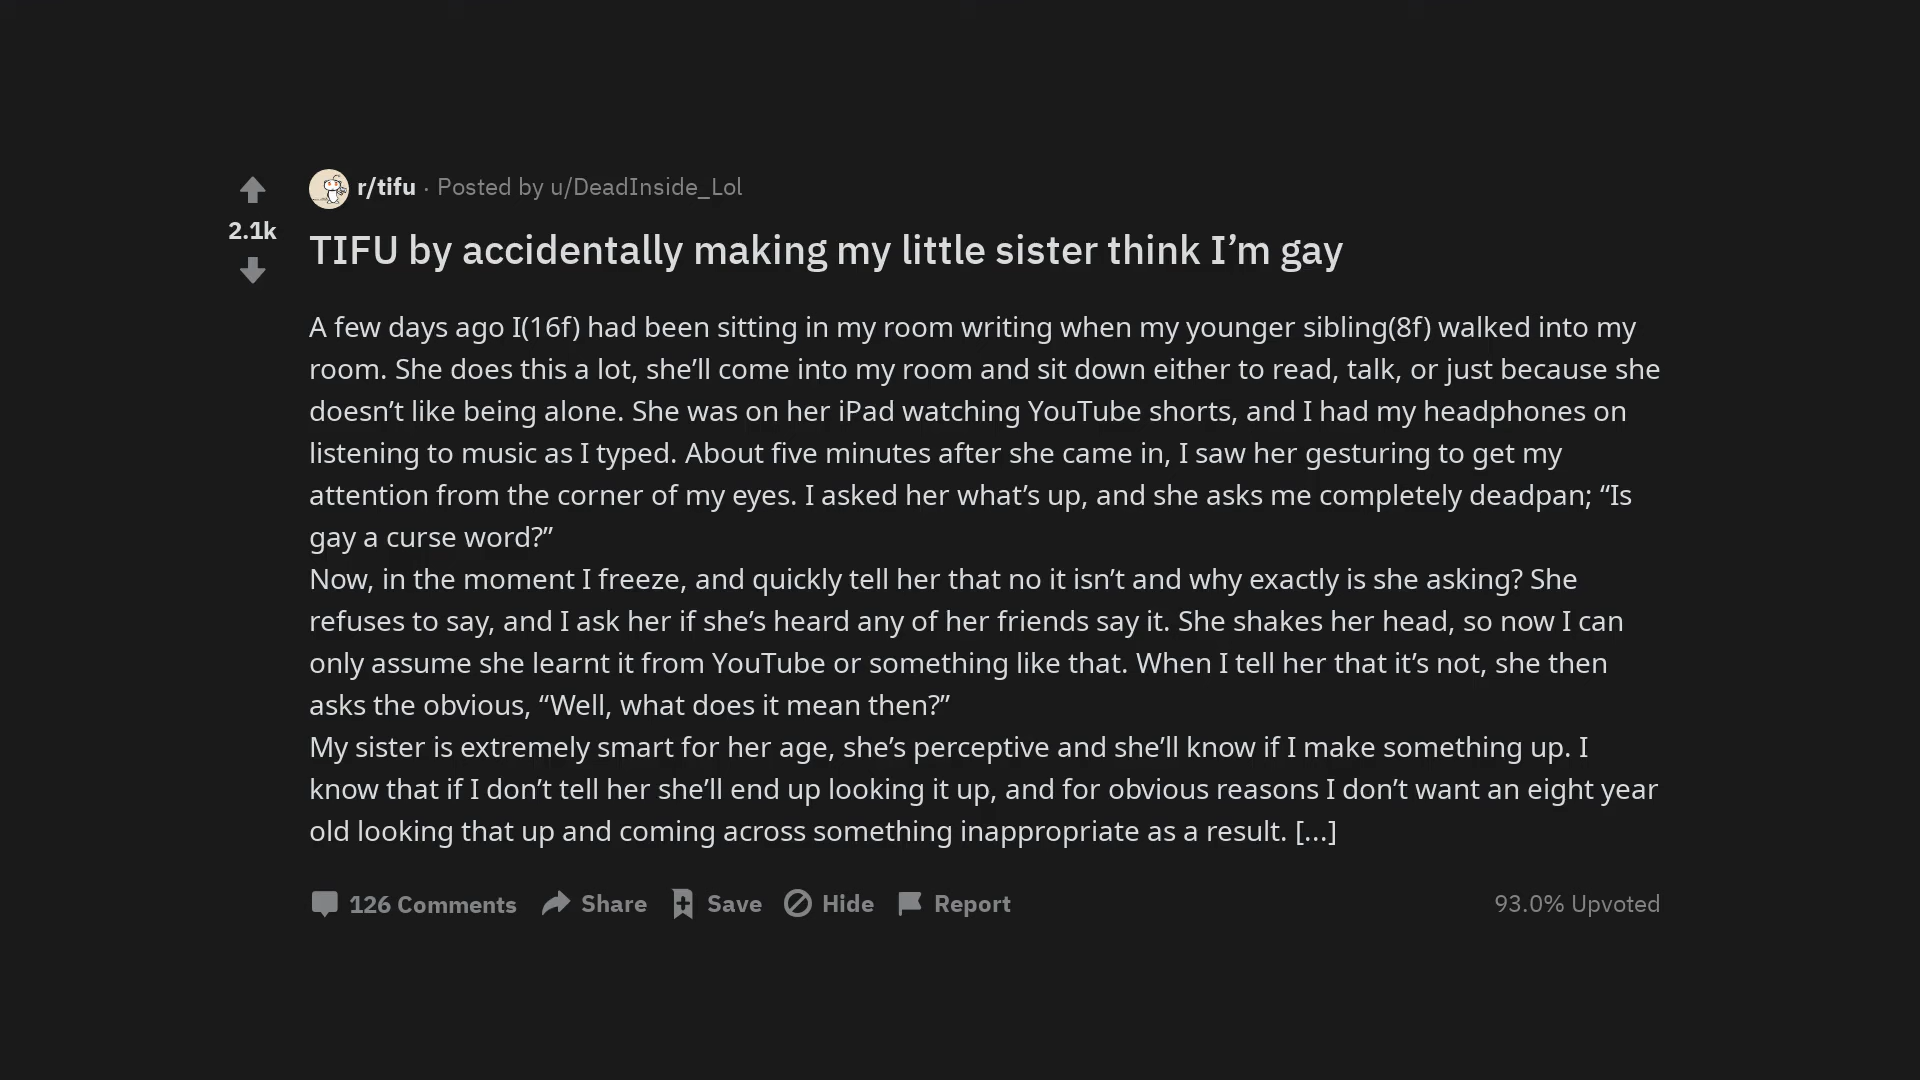 r/tifu · Posted by u/DeadInside_Lol
2.1k
TIFU by accidentally making my little sister think I’m gay
A few days ago I(16f) had been sitting in my room writing when my younger sibling(8f) walked into my
room. She does this a lot, she’ll come into my room and sit down either to read, talk, or just because she
doesn’t like being alone. She was on her iPad watching YouTube shorts, and I had my headphones on
listening to music as I typed. About five minutes after she came in, I saw her gesturing to get my
attention from the corner of my eyes. I asked her what’s up, and she asks me completely deadpan; “Is
gay a curse word?”
Now, in the moment I freeze, and quickly tell her that no it isn’t and why exactly is she asking? She
refuses to say, and I ask her if she’s heard any of her friends say it. She shakes her head, so now I can
only assume she learnt it from YouTube or something like that. When I tell her that it’s not, she then
asks the obvious, “Well, what does it mean then?”
My sister is extremely smart for her age, she’s perceptive and she’ll know if I make something up. I
know that if I don’t tell her she’ll end up looking it up, and for obvious reasons I don’t want an eight year
old looking that up and coming across something inappropriate as a result. [...]
126 Comments Share Save Hide Report 93.0% Upvoted